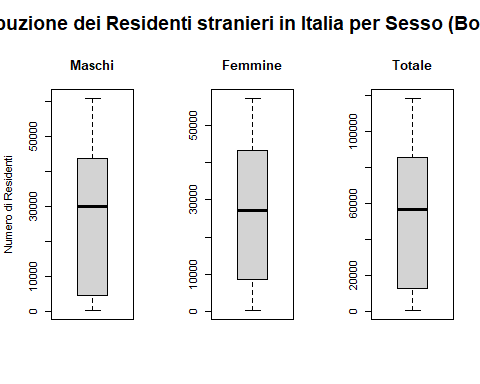 buzione dei Residenti stranieri in Italia per Sesso (Bo
Maschi
Femmine
Totale
Numero di Residenti
0
10000
30000
50000
0
10000
30000
50000
0
20000
60000
100000